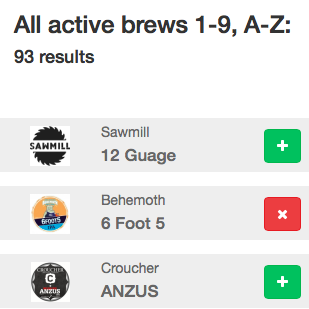 All active brews 1-9, A-Z:
93 results
SAWMILL
Sawmill
12 Guage
6FOOT5
Behemoth
6 Foot 5
CROUCHER
C
ANZUS
Croucher
ANZUS